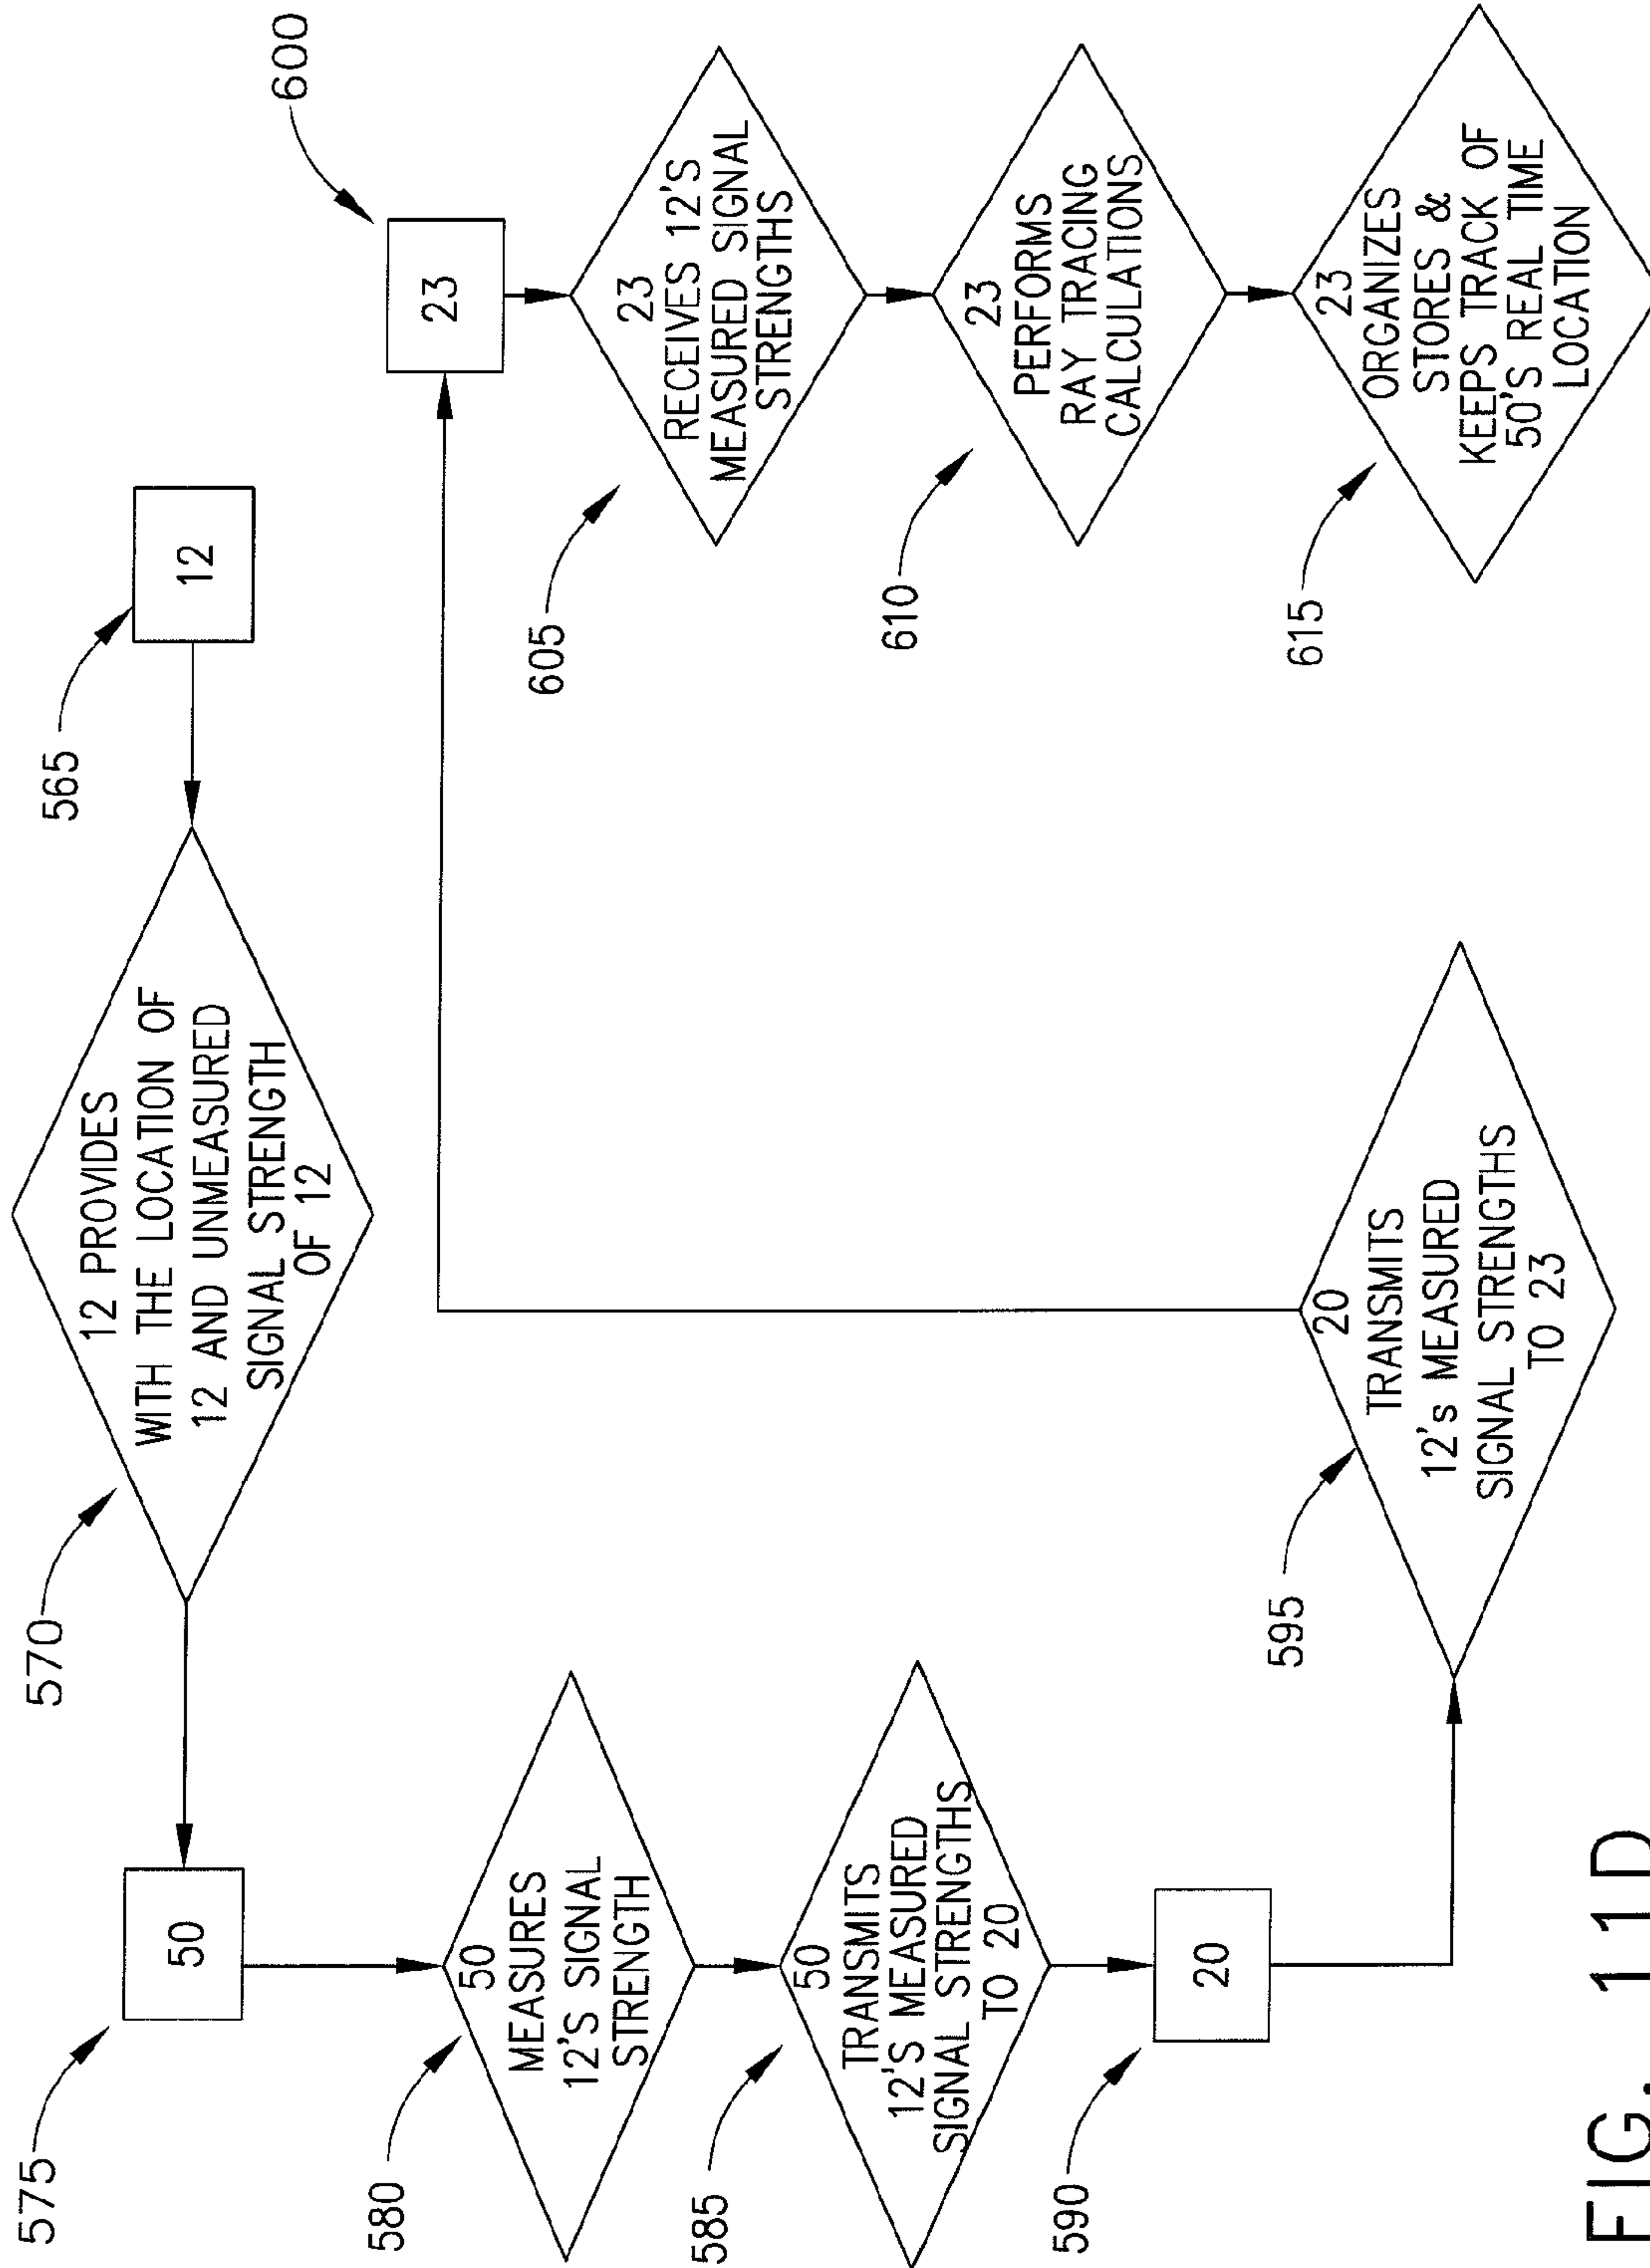 565
12
570
12 PROVIDES
WITH THE LOCATION OF
12 AND UNMEASURED
SIGNAL STRENGTH
OF 12
575
50
580
50
MEASURES
12'S SIGNAL
STRENGTH
585
50
TRANSMITS
12'S MEASURED
SIGNAL STRENGTHS
TO 20
590
20
595
20
TRANSMITS
12's MEASURED
SIGNAL STRENGTHS
TO 23
600
23
605
23
RECEIVES 12'S
MEASURED SIGNAL
STRENGTHS
610
23
PERFORMS
RAY TRACING
CALCULATIONS
615
23
ORGANIZES
STORES &
KEEPS TRACK OF
50'S REAL TIME
LOCATION
FIG. 11D